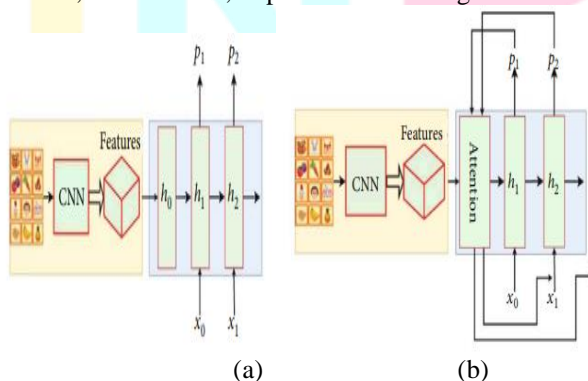 p1 p2
Features
CNN
h0 h1 h2
x0 x1
(a)
p1 p2
Features
CNN
Attention
h1 h2
x0 x1
(b)